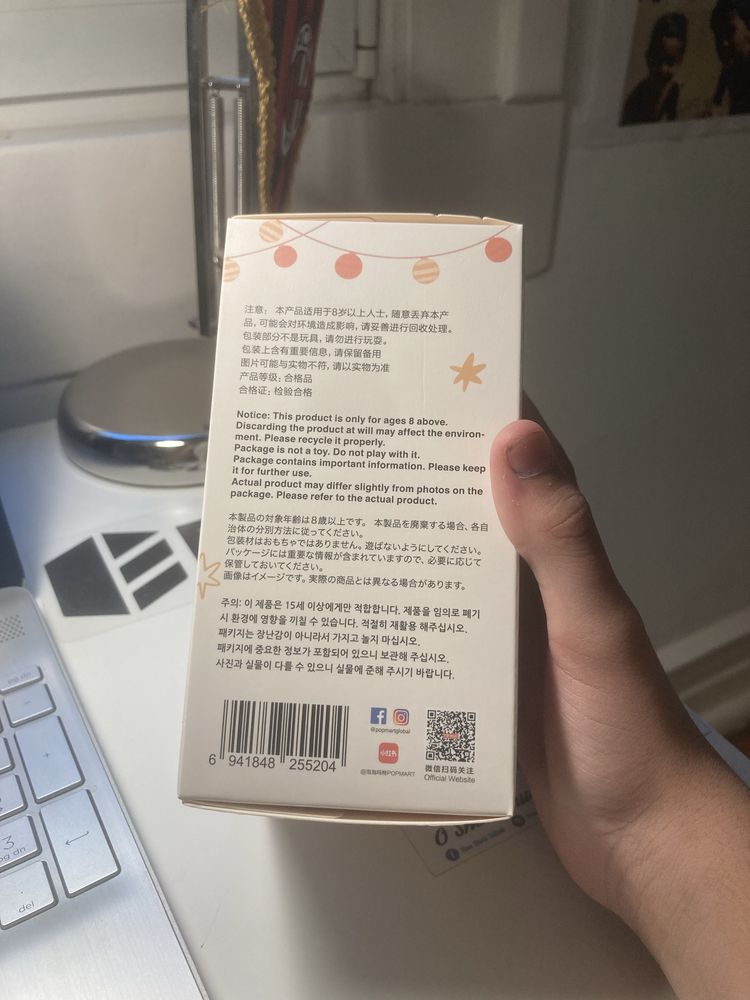 注意：本产品适用于8岁以上人士，随意丢弃本产
品，可能会对环境造成影响，请妥善进行回收处理。
包装部分不是玩具，请勿进行玩耍。
包装上含有重要信息，请保留备用
图片可能与实物不符，请以实物为准
产品等级：合格品
合格证：检验合格
Notice: This product is only for ages 8 above.
Discarding the product at will may affect the environ-
ment. Please recycle it properly.
Package is not a toy. Do not play with it.
Package contains important information. Please keep
it for further use.
Actual product may differ slightly from photos on the
package. Please refer to the actual product.
本製品の対象年齢は8歳以上です。 本製品を廃棄する場合、各自
治体の分別方法に従ってください。
包装材はおもちゃではありません。遊ばないようにしてください。
パッケージには重要な情報が含まれていますので、必要に応じて
保管しておいてください。
画像はイメージです。実際の商品とは異なる場合があります。
주의: 이 제품은 15세 이상에게만 적합합니다. 제품을 임의로 폐기
시 환경에 영향을 끼칠 수 있습니다. 적절히 재활용 해주십시오.
패키지는 장난감이 아니라서 가지고 놀지 마십시오.
패키지에 중요한 정보가 포함되어 있으니 보관해 주십시오.
사진과 실물이 다를 수 있으니 실물에 준해 주시기 바랍니다.
6 941848 255204
@popmartglobal
小红书
@泡泡玛特POPMART
微信扫码关注
Official Website
3
pg dn
del